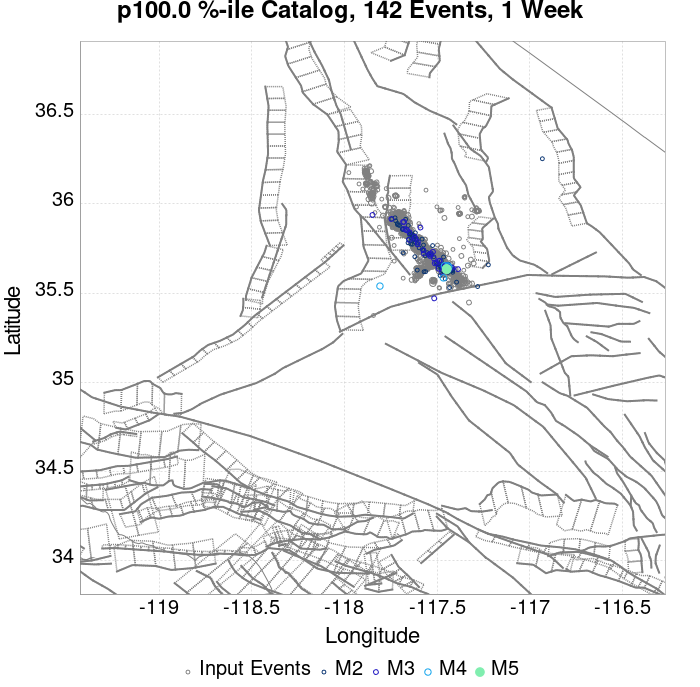 p100.0 %-ile Catalog, 142 Events, 1 Week
36.5
36
35.5
35
34.5
34
Latitude
-119 -118.5 -118 -117.5 -117 -116.5
Longitude
Input Events M2 M3 M4 M5